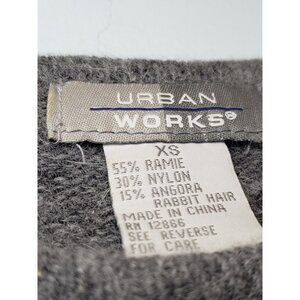 URBAN
WORKS®
XS
55% RAMIE
30% NYLON
15% ANGORA
RABBIT HAIR
MADE IN CHINA
RN 12866
SEE REVERSE
FOR CARE